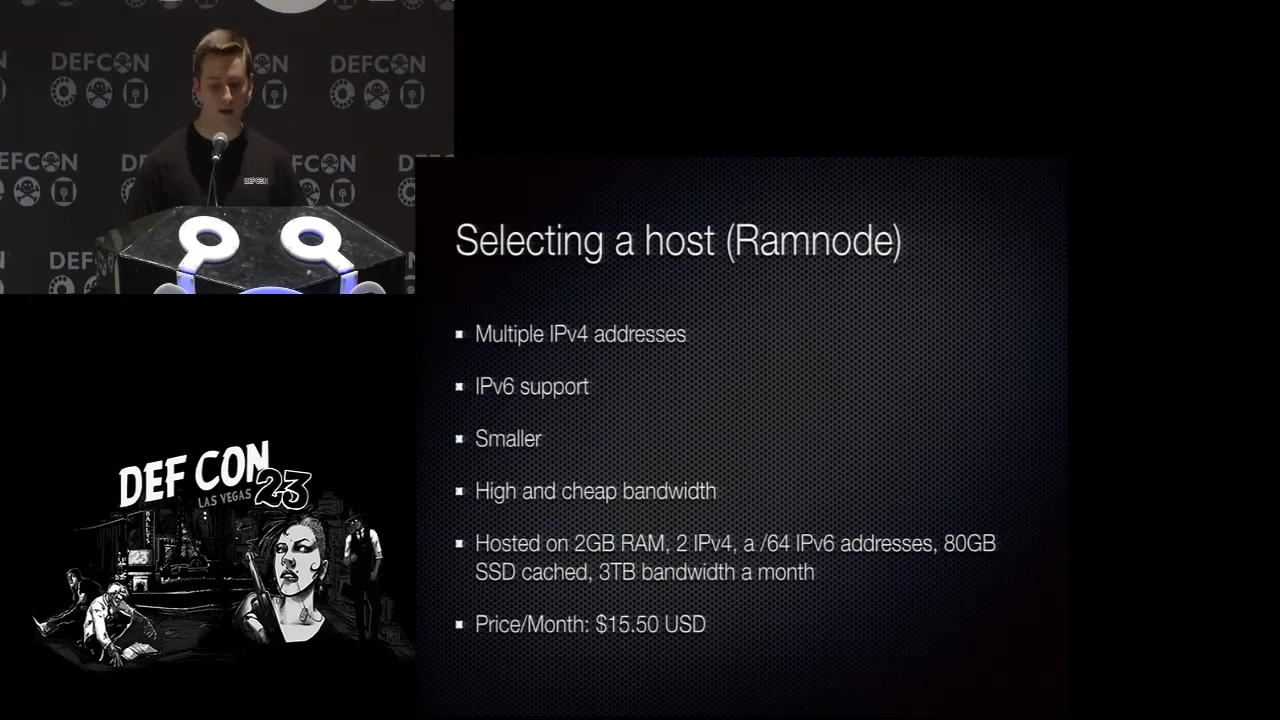 DEFCON
DEFCON
DEFCON
DEFCON
DEFCON
Selecting a host (Ramnode)
Multiple IPv4 addresses
IPv6 support
Smaller
High and cheap bandwidth
Hosted on 2GB RAM, 2 IPv4, a /64 IPv6 addresses, 80GB
SSD cached, 3TB bandwidth a month
Price/Month: $15.50 USD
DEF CON
23
LAS VEGAS
BALLY'S